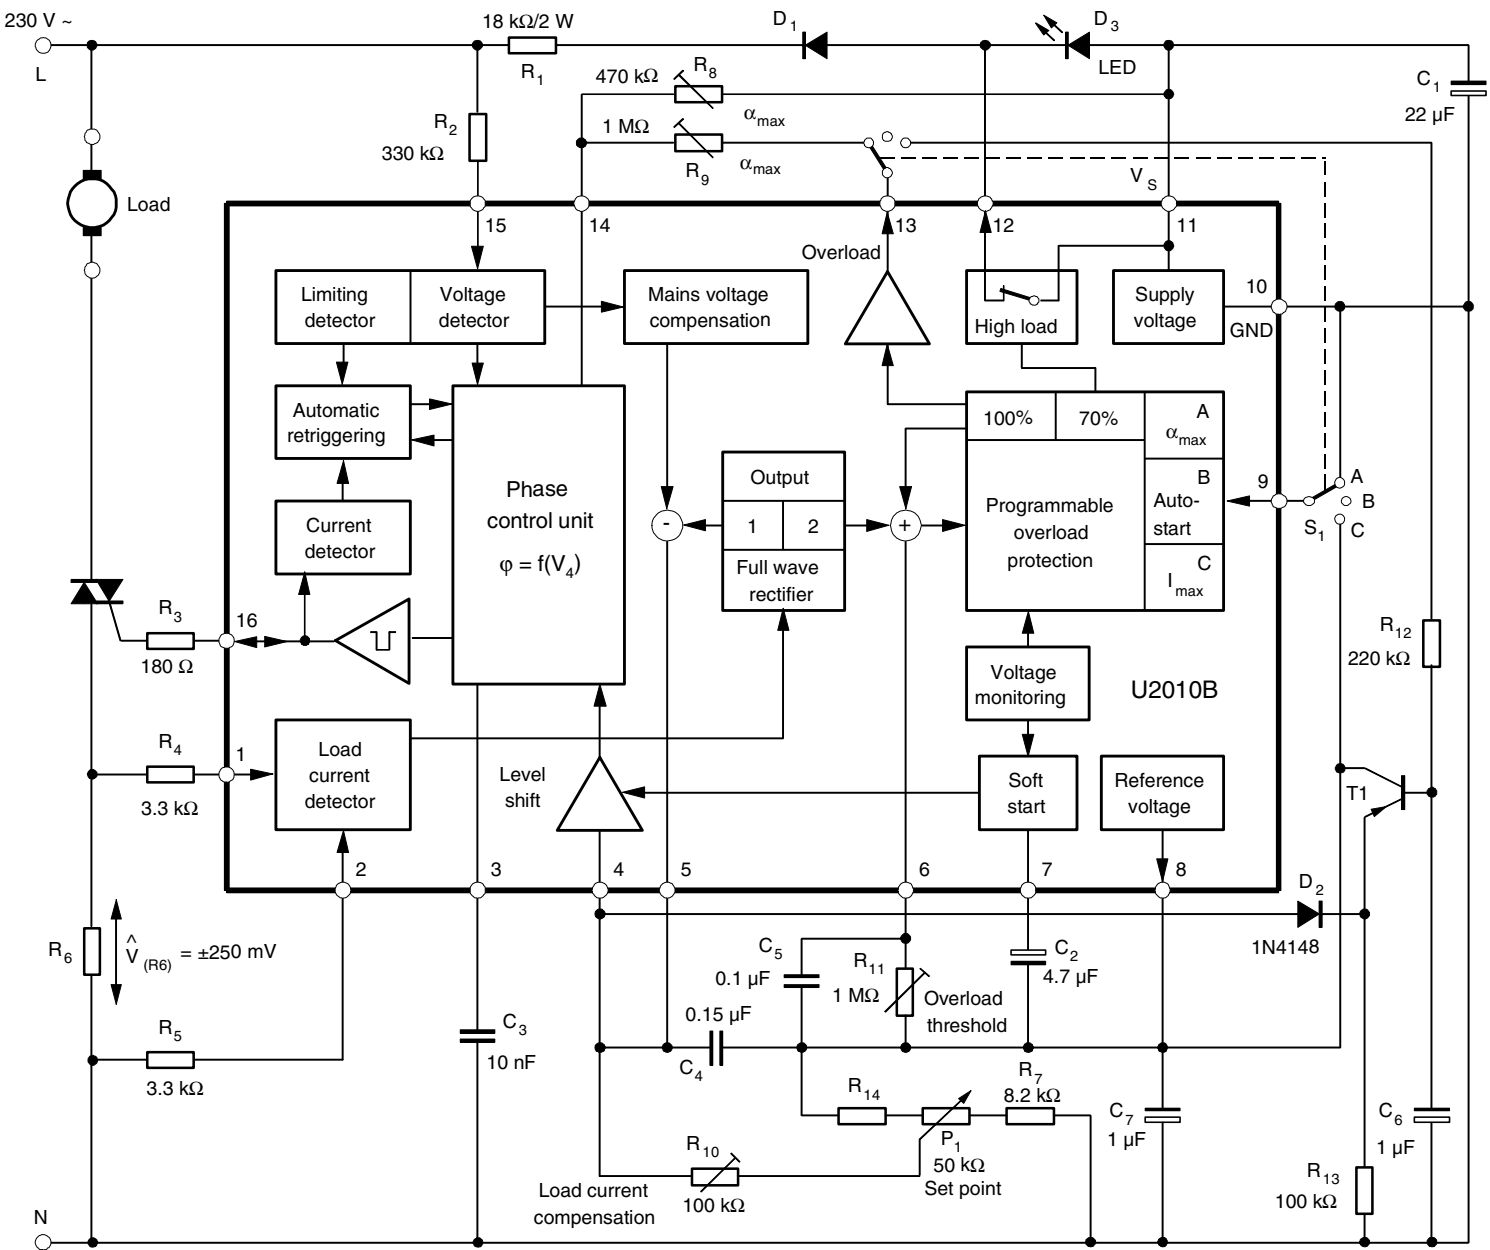 230 V ~
18 kΩ/2 W
D1
D3
L
R1
LED
470 kΩ
R8
C1
αmax
22 µF
R2
1 MΩ
330 kΩ
R9
αmax
VS
Load
15
14
13
12
11
Overload
Limiting
detector
Voltage
detector
Mains voltage
compensation
High load
Supply
voltage
10
GND
Automatic
retriggering
100%
70%
A
αmax
Phase
control unit
φ = f(V4)
Output
1
2
Full wave
rectifier
-
+
Programmable
overload
protection
B
Auto-
start
C
Imax
9
A
B
C
S1
Current
detector
R3
16
180 Ω
R12
220 kΩ
Voltage
monitoring
U2010B
R4
1
3.3 kΩ
Load
current
detector
Level
shift
Soft
start
Reference
voltage
T1
2
3
4
5
6
7
8
D2
1N4148
R6
V̂(R6) = ±250 mV
C5
0.1 µF
R11
1 MΩ
Overload
threshold
C2
4.7 µF
0.15 µF
C4
C3
10 nF
R5
3.3 kΩ
R14
R7
8.2 kΩ
C7
1 µF
C6
1 µF
P1
50 kΩ
Set point
R10
100 kΩ
Load current
compensation
R13
100 kΩ
N